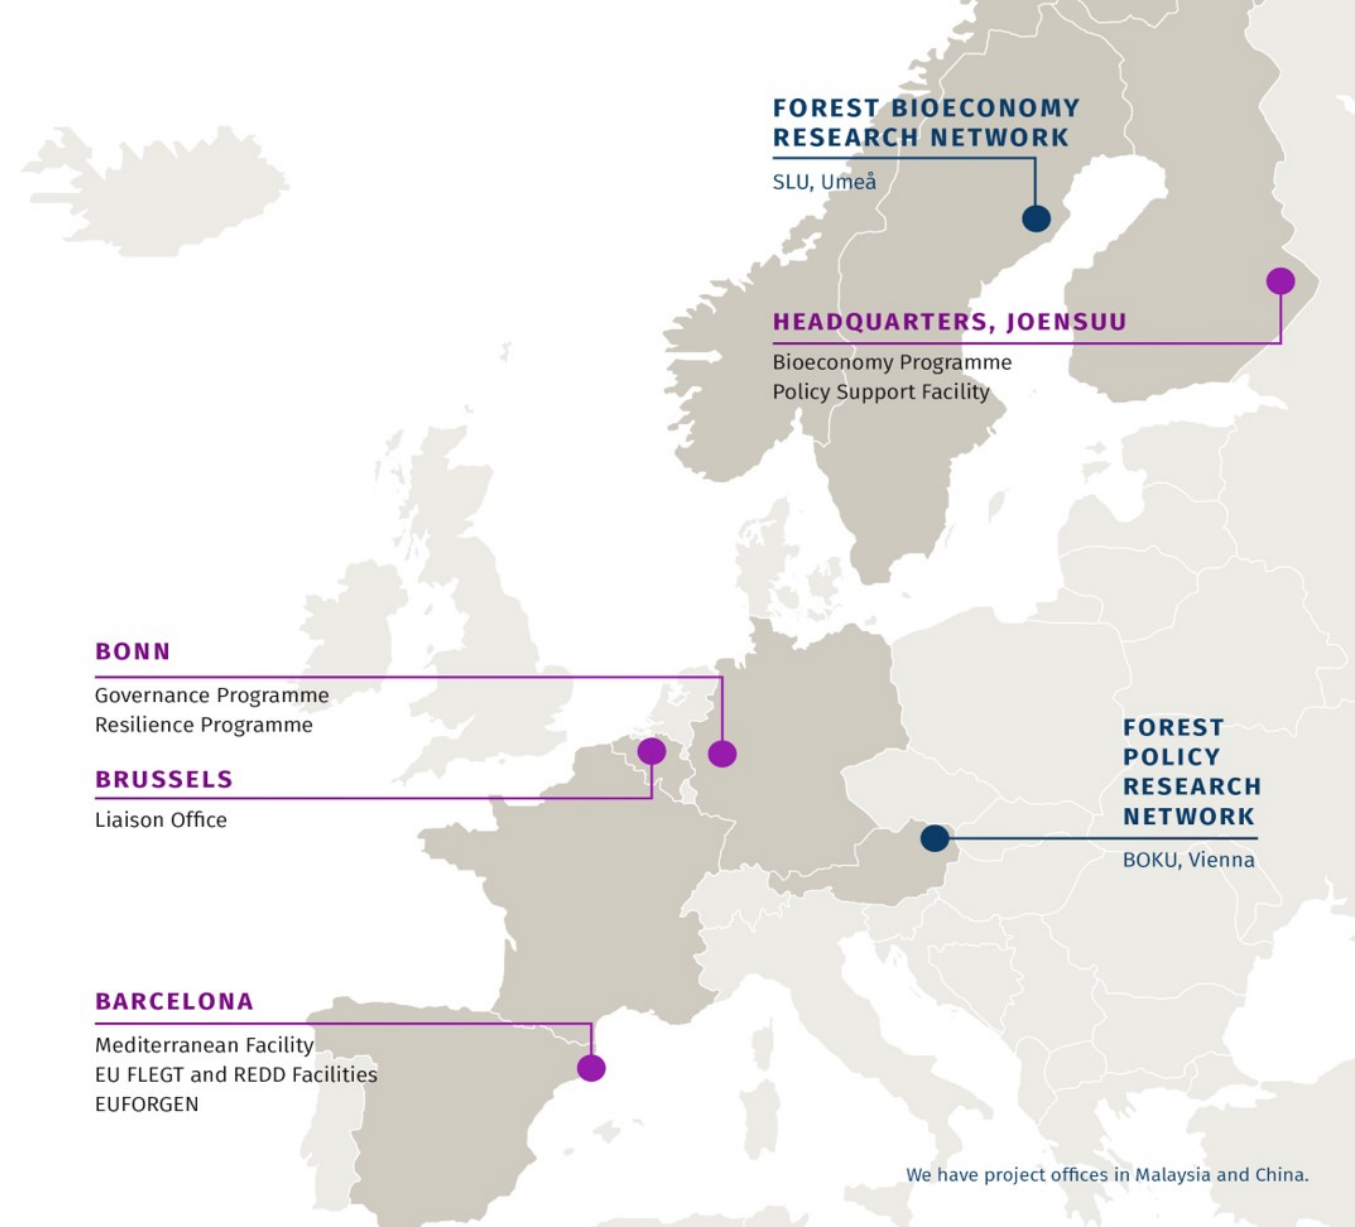 FOREST BIOECONOMY
RESEARCH NETWORK
SLU, Umeå
HEADQUARTERS, JOENSUU
Bioeconomy Programme
Policy Support Facility
BONN
Governance Programme
Resilience Programme
BRUSSELS
Liaison Office
FOREST
POLICY
RESEARCH
NETWORK
BOKU, Vienna
BARCELONA
Mediterranean Facility
EU FLEGT and REDD Facilities
EUFORGEN
We have project offices in Malaysia and China.